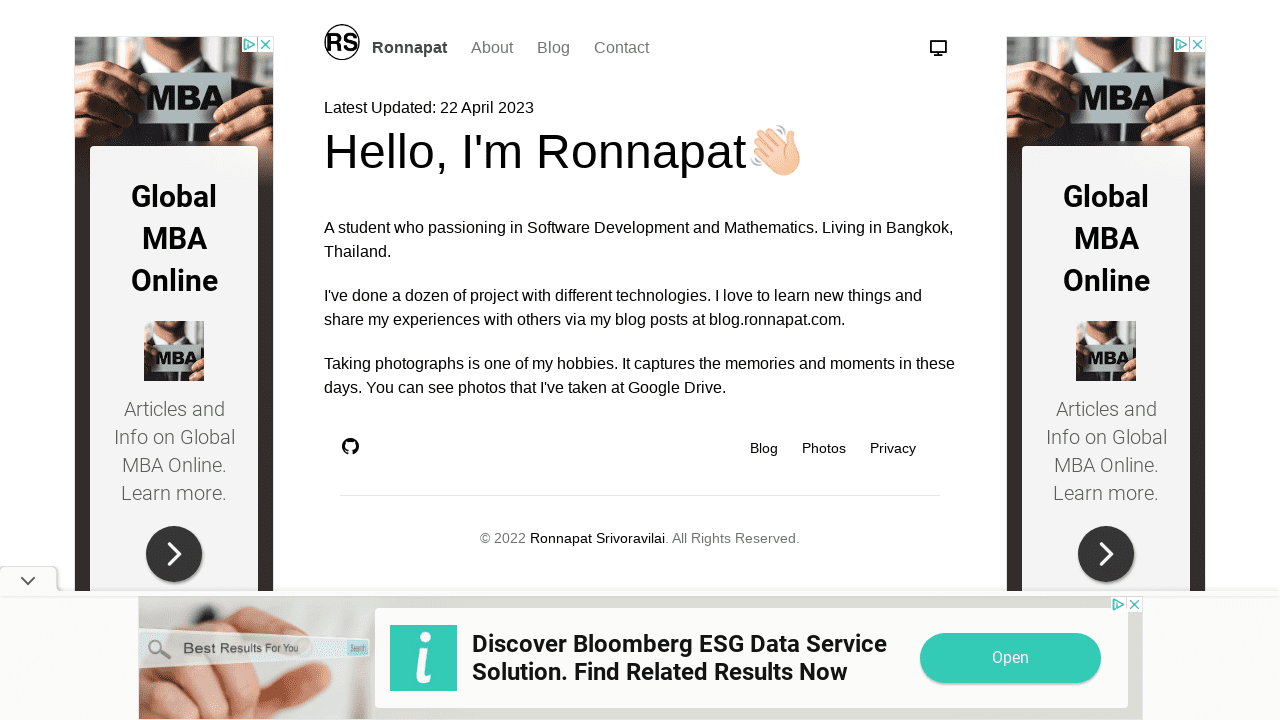 RS Ronnapat About Blog Contact
Latest Updated: 22 April 2023
Hello, I'm Ronnapat
A student who passioning in Software Development and Mathematics. Living in Bangkok,
Thailand.
I've done a dozen of project with different technologies. I love to learn new things and
share my experiences with others via my blog posts at blog.ronnapat.com.
Taking photographs is one of my hobbies. It captures the memories and moments in these
days. You can see photos that I've taken at Google Drive.
Blog Photos Privacy
© 2022 Ronnapat Srivoravilai. All Rights Reserved.
MBA
Global
MBA
Online
MBA
Articles and
Info on Global
MBA Online.
Learn more.
MBA
Global
MBA
Online
MBA
Articles and
Info on Global
MBA Online.
Learn more.
Best Results For You Search
i
Discover Bloomberg ESG Data Service
Solution. Find Related Results Now
Open